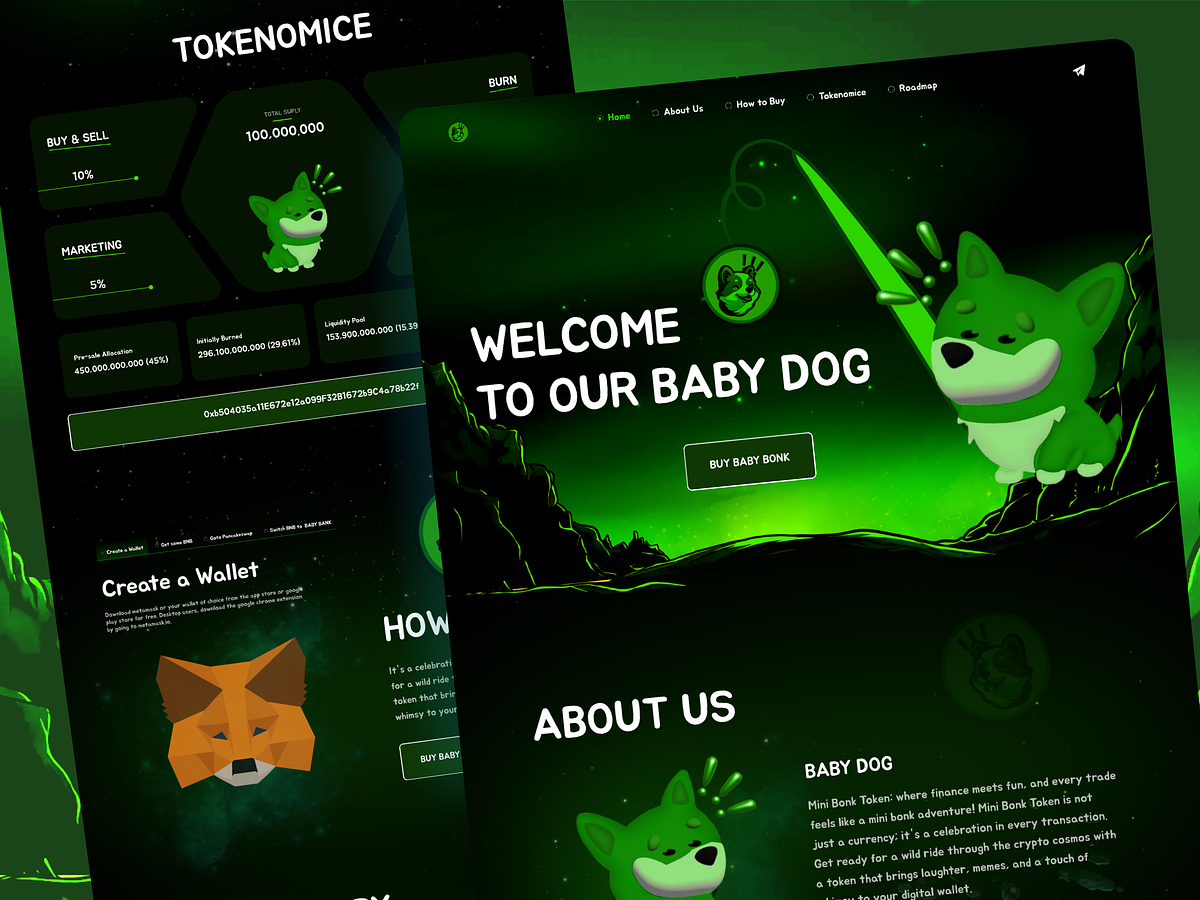 TOKENOMICE
BUY & SELL
10%
TOTAL SUPLY
100,000,000
BURN
MARKETING
5%
Pre-sale Allocation
450.000.000.000 (45%)
Initially Burned
296.100.000.000 (29.61%)
Liquidity Pool
153.900.000.000 (15,39
0xb504035a11E672e12a099F32B1672b9C4a78b22f
Create a Wallet
Get some BNB
Goto Pancakeswap
Switch BNB to BABY BANK
Create a Wallet
Download metamask or your wallet of choice from the app store or google
play store for free. Desktop users, download the google chrome extension
by going to metamask.io.
HOW
It's a celebrati
for a wild ride
token that brin
whimsy to your
BUY BABY
Home
About Us
How to Buy
Tokenomice
Roadmap
WELCOME
TO OUR BABY DOG
BUY BABY BONK
ABOUT US
BABY DOG
Mini Bonk Token: where finance meets fun, and every trade
feels like a mini bonk adventure! Mini Bonk Token is not
just a currency; it's a celebration in every transaction.
Get ready for a wild ride through the crypto cosmos with
a token that brings laughter, memes, and a touch of
whimsy to your digital wallet.